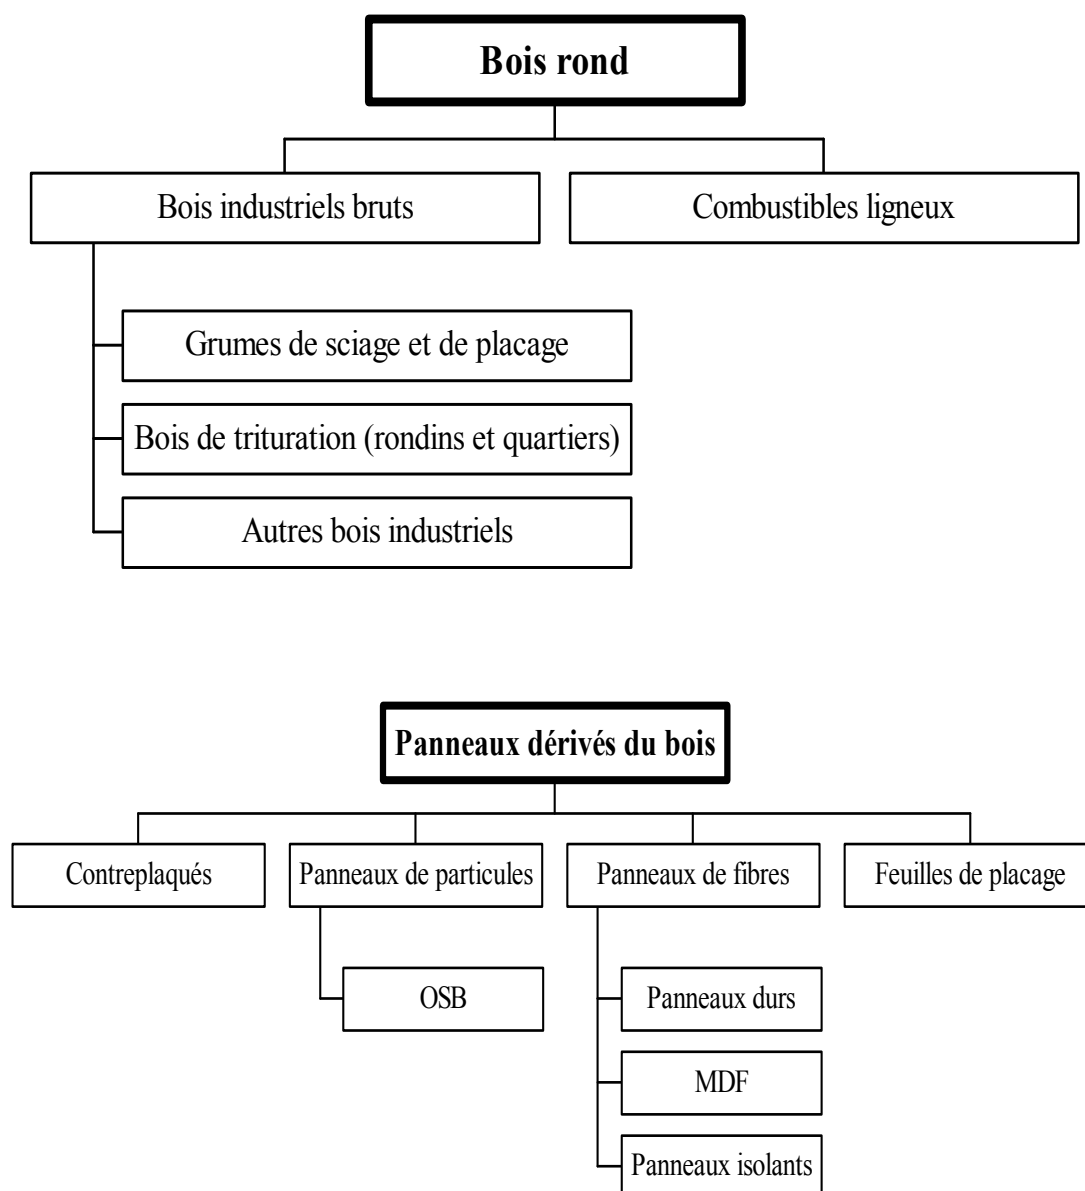 Bois rond
Bois industriels bruts
Combustibles ligneux
Grumes de sciage et de placage
Bois de trituration (rondins et quartiers)
Autres bois industriels
Panneaux dérivés du bois
Contreplaqués
Panneaux de particules
Panneaux de fibres
Feuilles de placage
OSB
Panneaux durs
MDF
Panneaux isolants